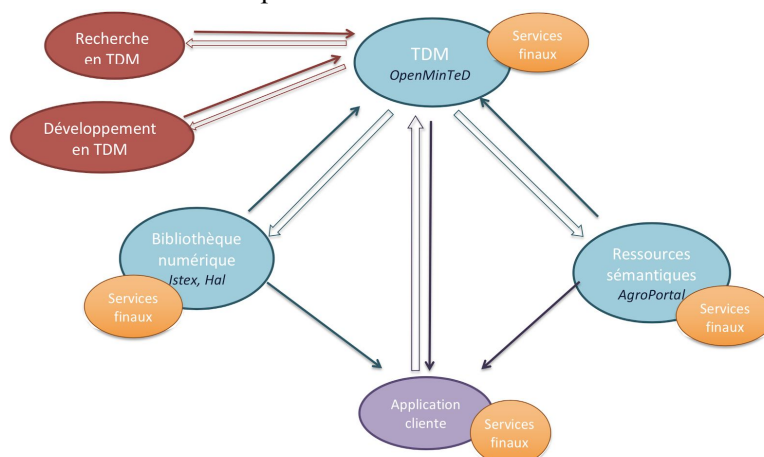 Recherche
en TDM
TDM
OpenMinTeD
Services
finaux
Développement
en TDM
Bibliothèque
numérique
Istex, Hal
Services
finaux
Ressources
sémantiques
AgroPortal
Services
finaux
Application
cliente
Services
finaux